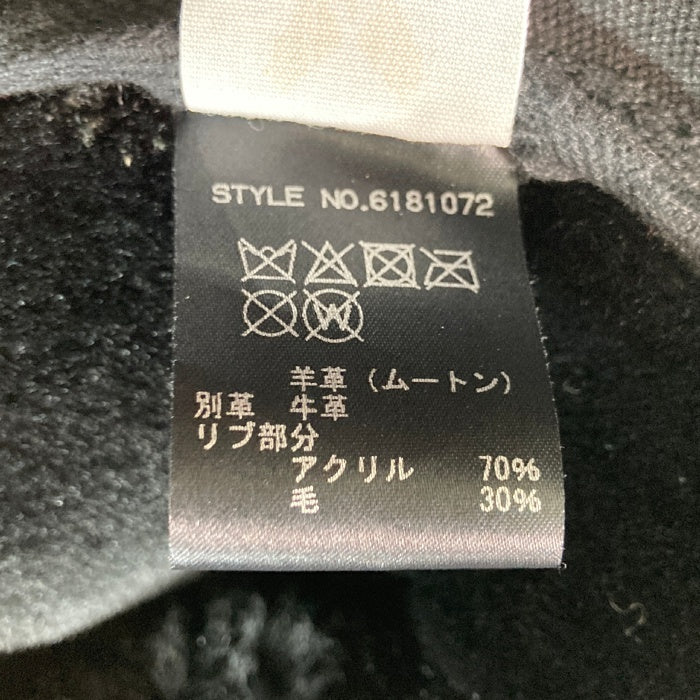 STYLE NO.6181072
羊革（ムートン）
別革 牛革
リブ部分
アクリル 70%
毛 30%